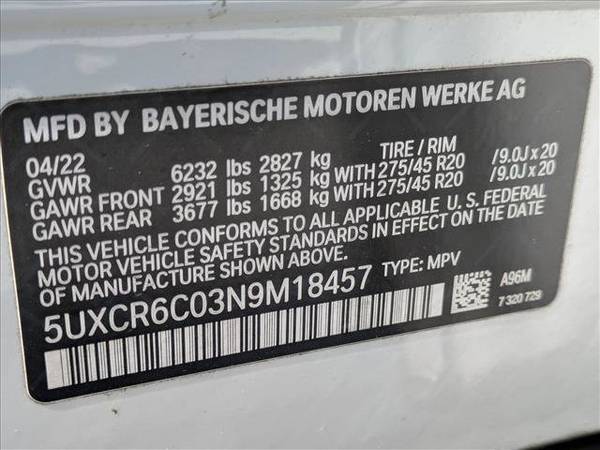 MFD BY BAYERISCHE MOTOREN WERKE AG
04/22 TIRE / RIM
GVWR 6232 lbs 2827 kg
GAWR FRONT 2921 lbs 1325 kg WITH 275/45 R20 /9.0J x 20
GAWR REAR 3677 lbs 1668 kg WITH 275/45 R20 /9.0J x 20
THIS VEHICLE CONFORMS TO ALL APPLICABLE U. S. FEDERAL
MOTOR VEHICLE SAFETY STANDARDS IN EFFECT ON THE DATE
OF MANUFACTURE SHOWN ABOVE.
5UXCR6C03N9M18457 TYPE: MPV
A96M
7 320 729